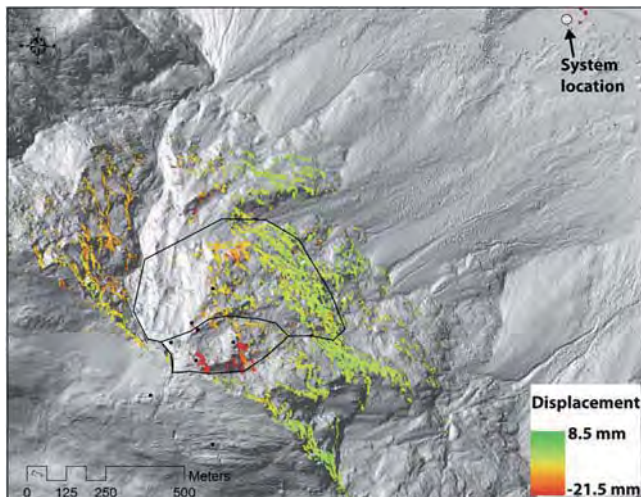 System
location
Displacement
8.5 mm
-21.5 mm
Meters
0 125 250 500